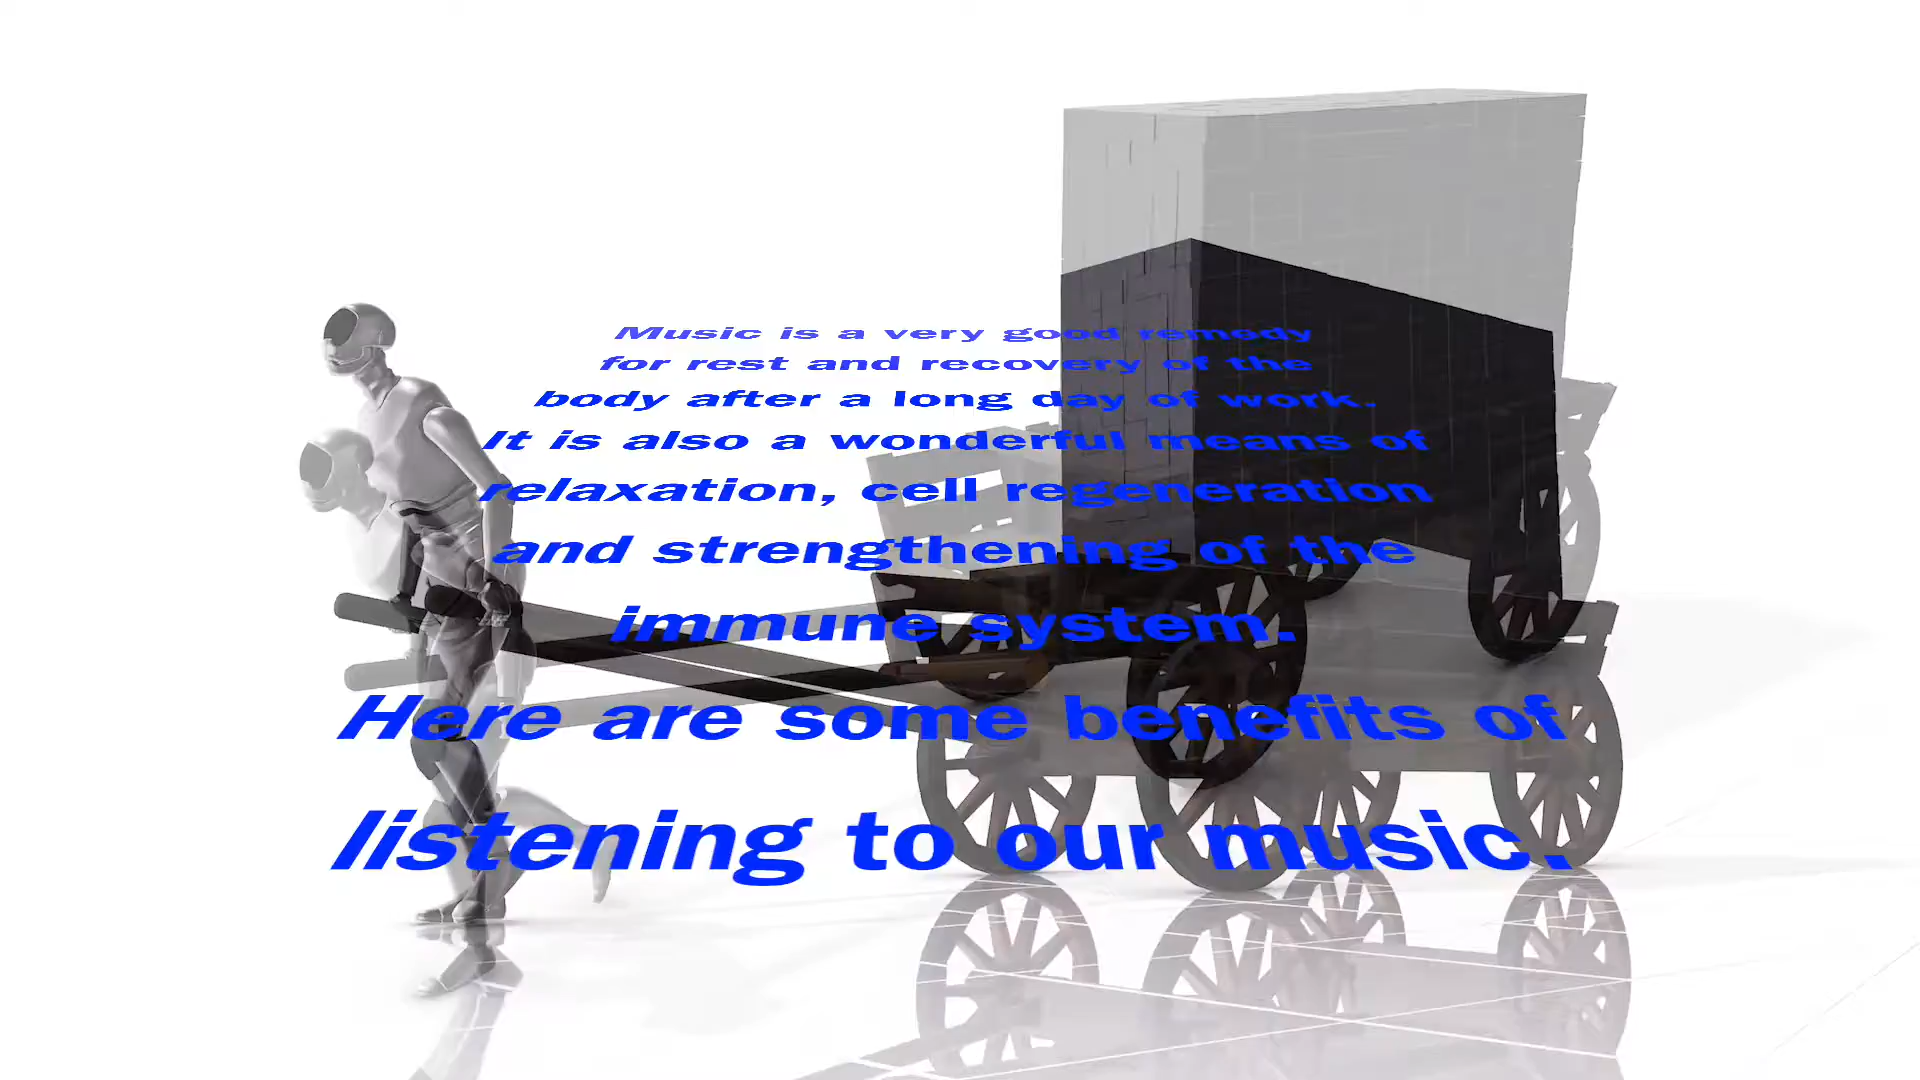 Music is a very good remedy
for rest and recovery of the
body after a long day of work.
It is also a wonderful means of
relaxation, cell regeneration
and strengthening of the
immune system.
Here are some benefits of
listening to our music.